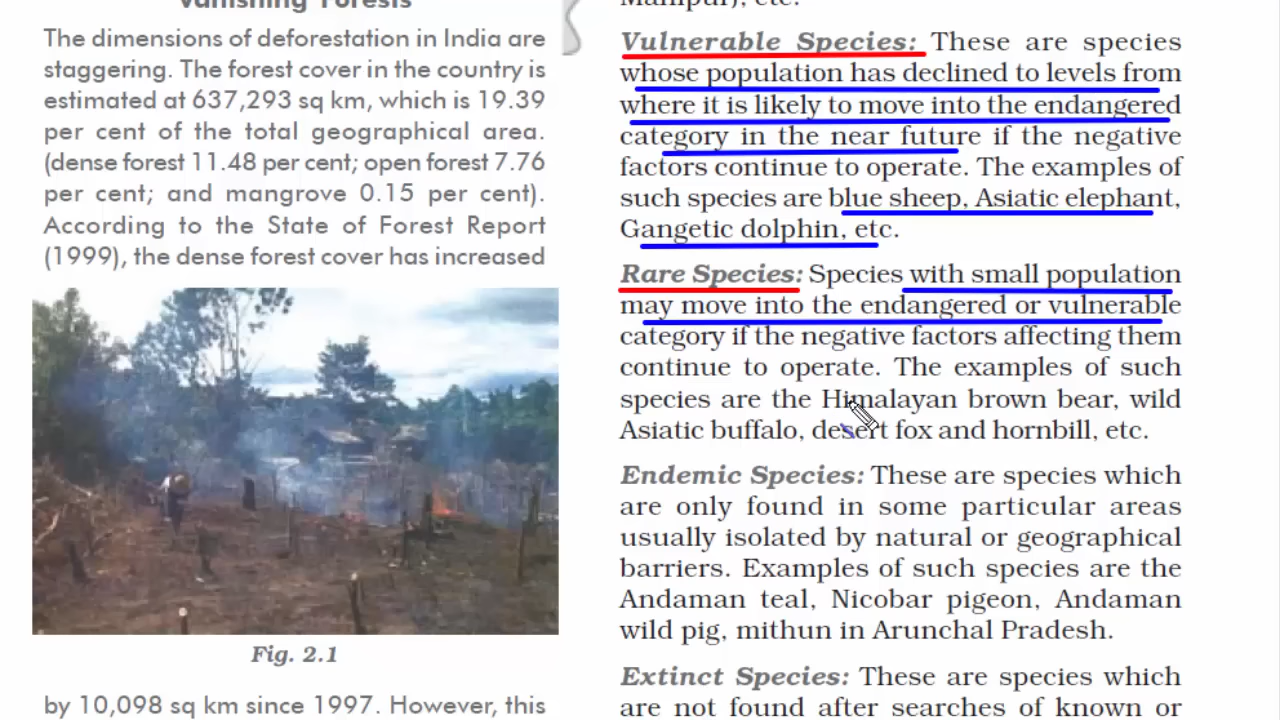 Vanishing Forests
The dimensions of deforestation in India are
staggering. The forest cover in the country is
estimated at 637,293 sq km, which is 19.39
per cent of the total geographical area.
(dense forest 11.48 per cent; open forest 7.76
per cent; and mangrove 0.15 per cent).
According to the State of Forest Report
(1999), the dense forest cover has increased
Fig. 2.1
by 10,098 sq km since 1997. However, this
Manipur), etc.
Vulnerable Species: These are species
whose population has declined to levels from
where it is likely to move into the endangered
category in the near future if the negative
factors continue to operate. The examples of
such species are blue sheep, Asiatic elephant,
Gangetic dolphin, etc.
Rare Species: Species with small population
may move into the endangered or vulnerable
category if the negative factors affecting them
continue to operate. The examples of such
species are the Himalayan brown bear, wild
Asiatic buffalo, desert fox and hornbill, etc.
Endemic Species: These are species which
are only found in some particular areas
usually isolated by natural or geographical
barriers. Examples of such species are the
Andaman teal, Nicobar pigeon, Andaman
wild pig, mithun in Arunchal Pradesh.
Extinct Species: These are species which
are not found after searches of known or